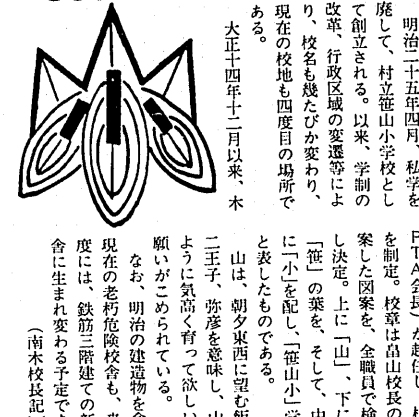 明治二十五年四月、私学を
廃して、村立笹山小学校とし
て創立される。以来、学制の
改革、行政区域の変遷等によ
り、校名も幾たびか変わり、
現在の校地も四度目の場所で
ある。
大正十四年十二月以来、木
PTA会長)が赴任し
を制定。校章は畠山校長の
案した図案を、全職員で検
し決定。上に「山」、下に
「笹」の葉を、そして、中
に「小」を配し、「笹山小」学
と表したものである。
山は、朝夕東西に望む飯
二王子、弥彦を意味し、山
ように気高く育って欲しい
願いがこめられている。
なお、明治の建造物を含
現在の老朽危険校舎も、来
度には、鉄筋三階建ての新
舎に生まれ変わる予定で
(南木校長記